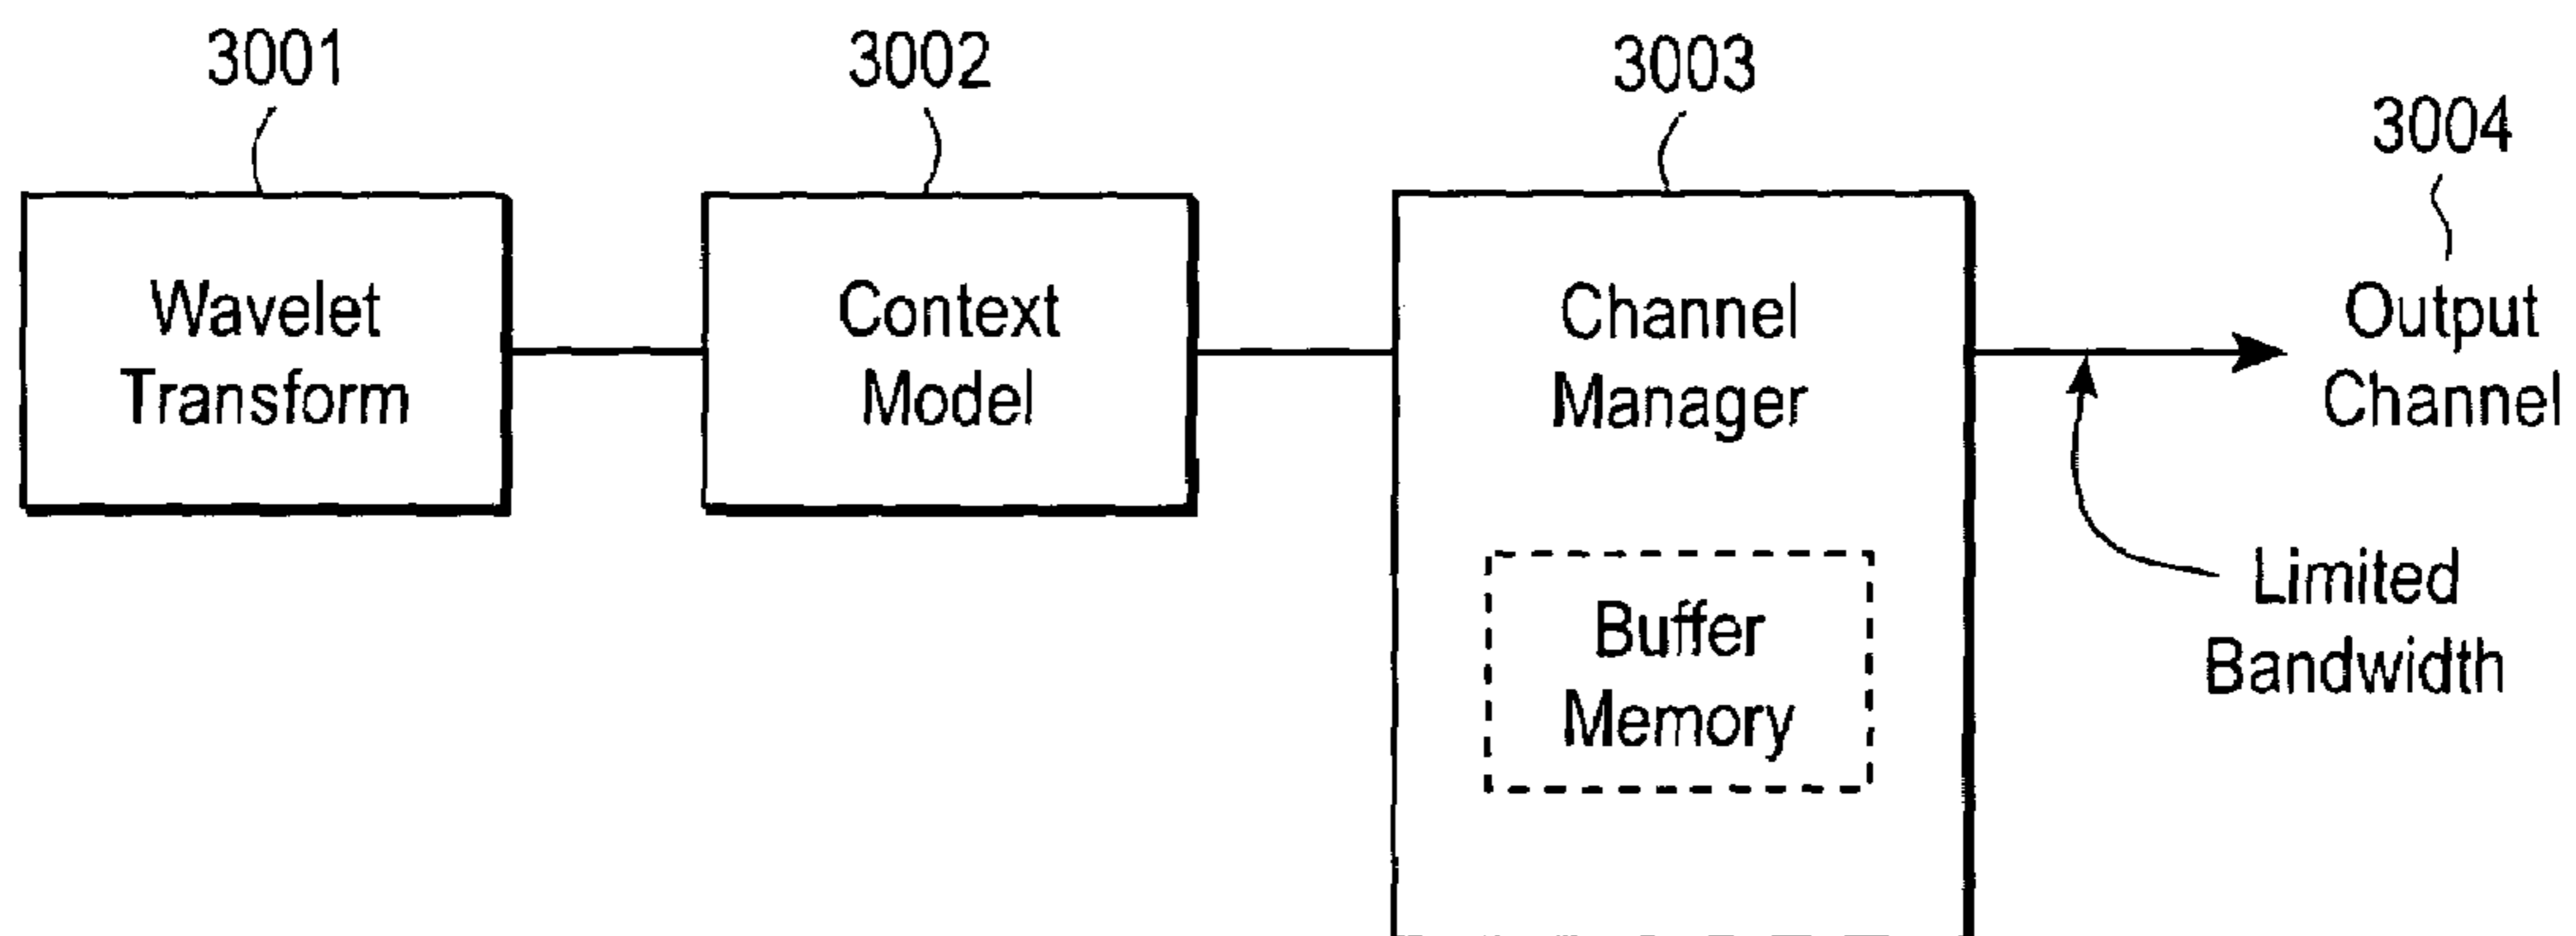 3001
3002
3003
3004
Wavelet
Transform
Context
Model
Channel
Manager
Output
Channel
Buffer
Memory
Limited
Bandwidth